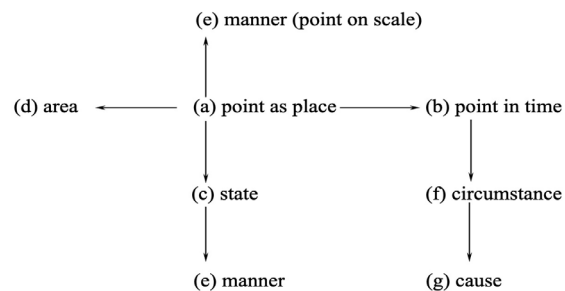 (e) manner (point on scale)
(d) area
(a) point as place
(b) point in time
(c) state
(f) circumstance
(e) manner
(g) cause